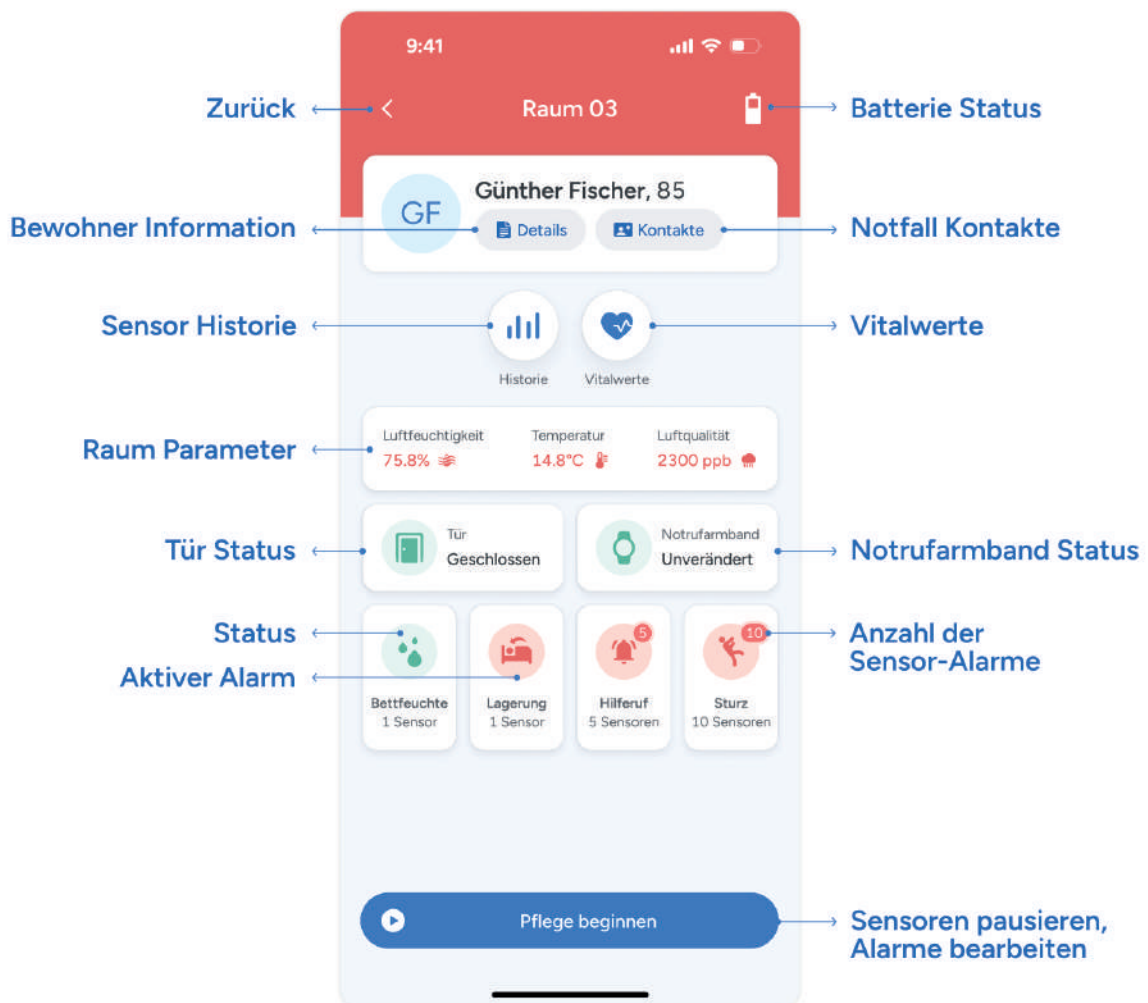 9:41
Zurück
Raum 03
Batterie Status
Günther Fischer, 85
GF
Bewohner Information
Details
Kontakte
Notfall Kontakte
Sensor Historie
Vitalwerte
Historie
Vitalwerte
Raum Parameter
Luftfeuchtigkeit
75.8%
Temperatur
14.8°C
Luftqualität
2300 ppb
Tür Status
Tür
Geschlossen
Notrufarmband
Unverändert
Notrufarmband Status
Status
Aktiver Alarm
5
10
Anzahl der
Sensor-Alarme
Bettfeuchte
1 Sensor
Lagerung
1 Sensor
Hilferuf
5 Sensoren
Sturz
10 Sensoren
Pflege beginnen
Sensoren pausieren,
Alarme bearbeiten